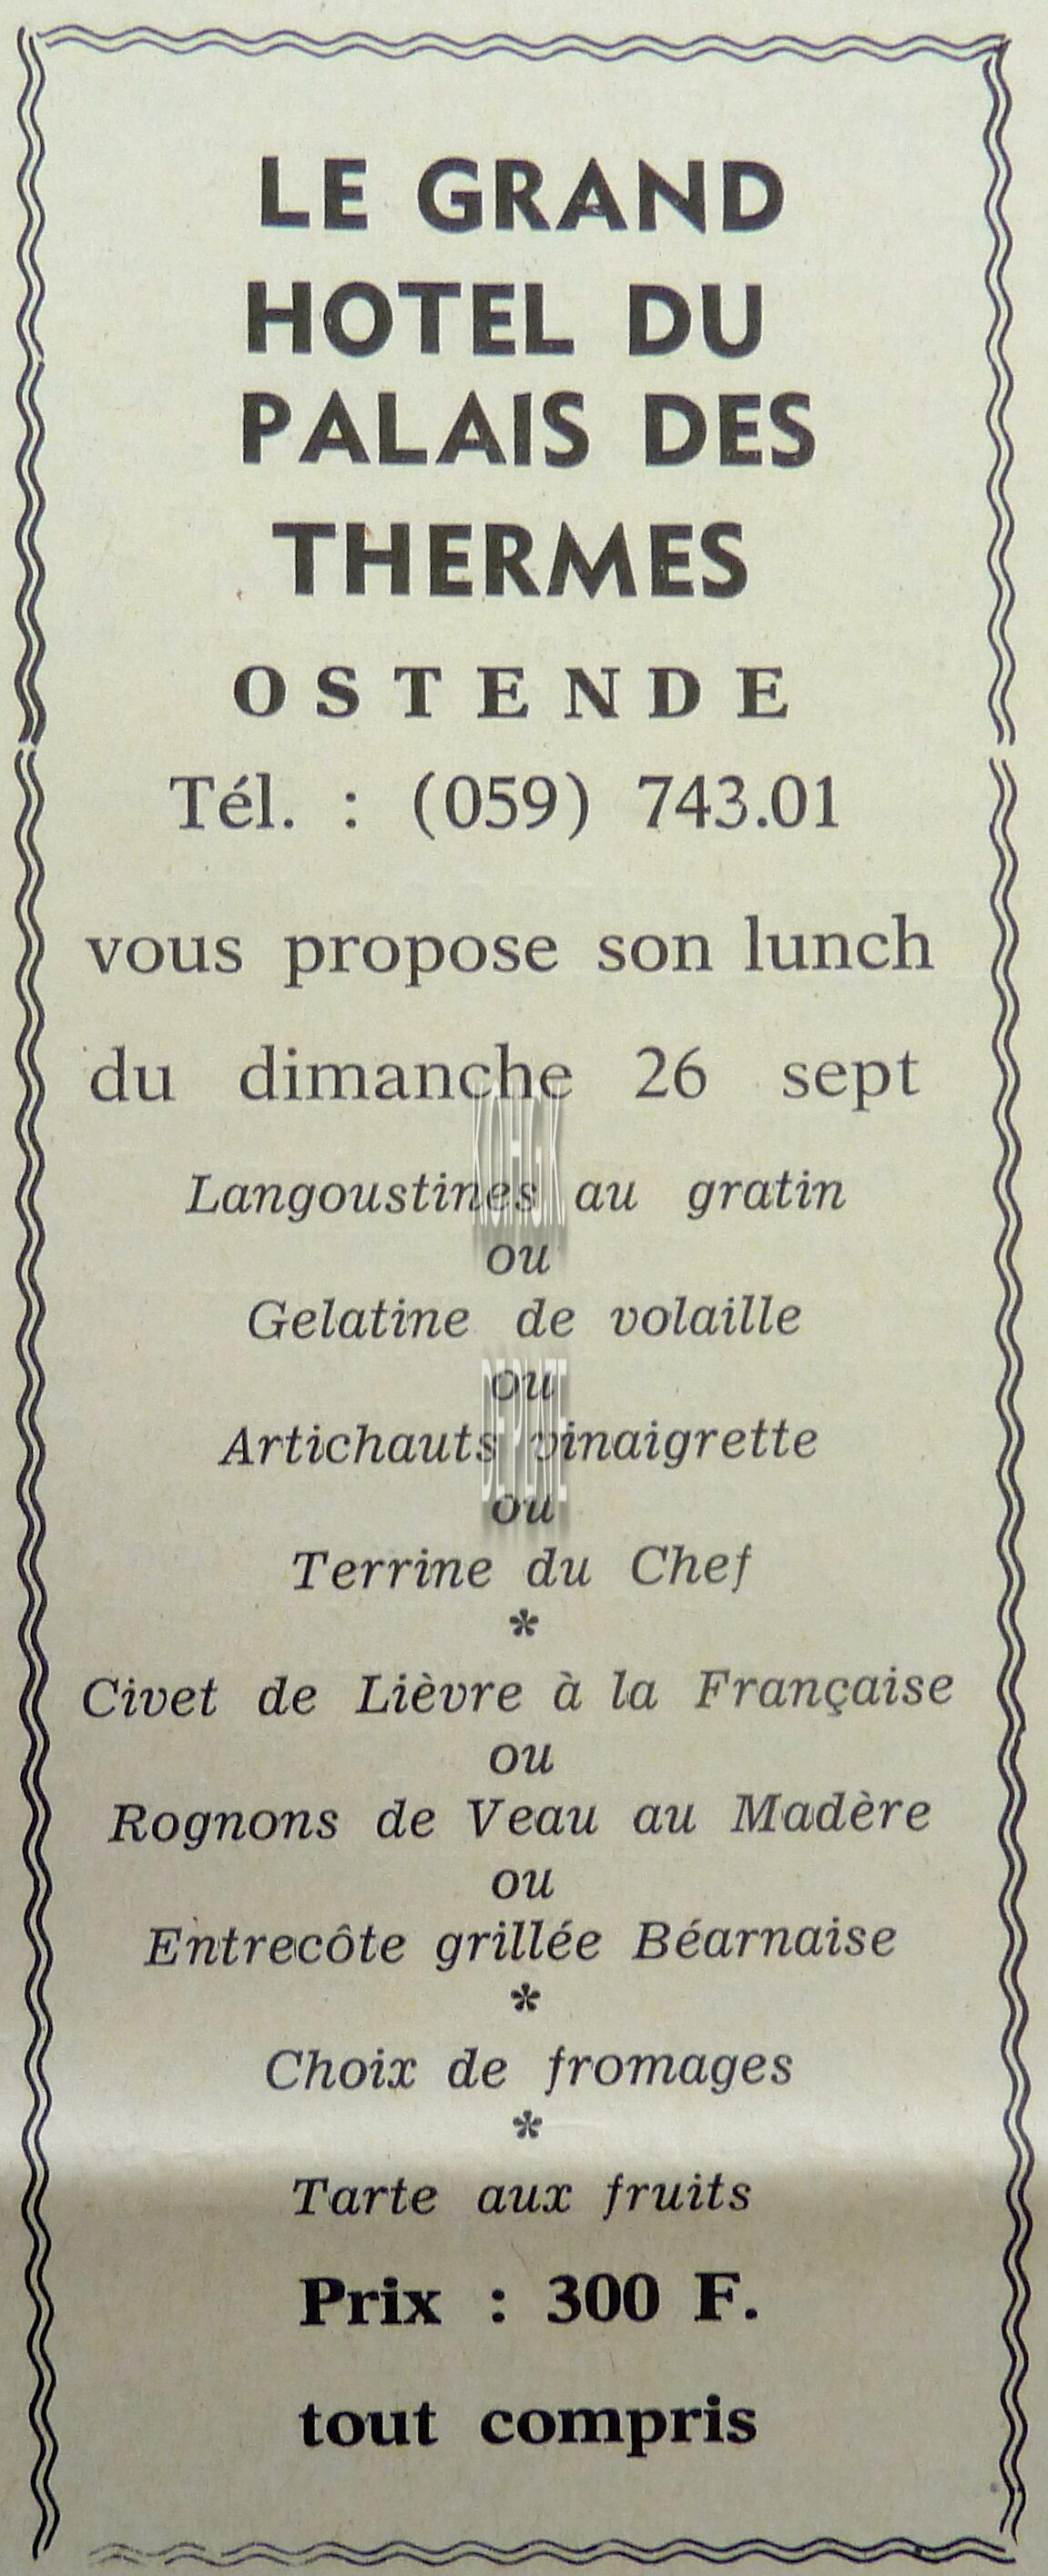 LE GRAND
HOTEL DU
PALAIS DES
THERMES
OSTENDE
Tél. : (059) 743.01
vous propose son lunch
du dimanche 26 sept
Langoustines au gratin
ou
Gelatine de volaille
ou
Artichauts vinaigrette
ou
Terrine du Chef
*
Civet de Lièvre à la Française
ou
Rognons de Veau au Madère
ou
Entrecôte grillée Béarnaise
*
Choix de fromages
*
Tarte aux fruits
Prix : 300 F.
tout compris
KOHGK
DE PLATE